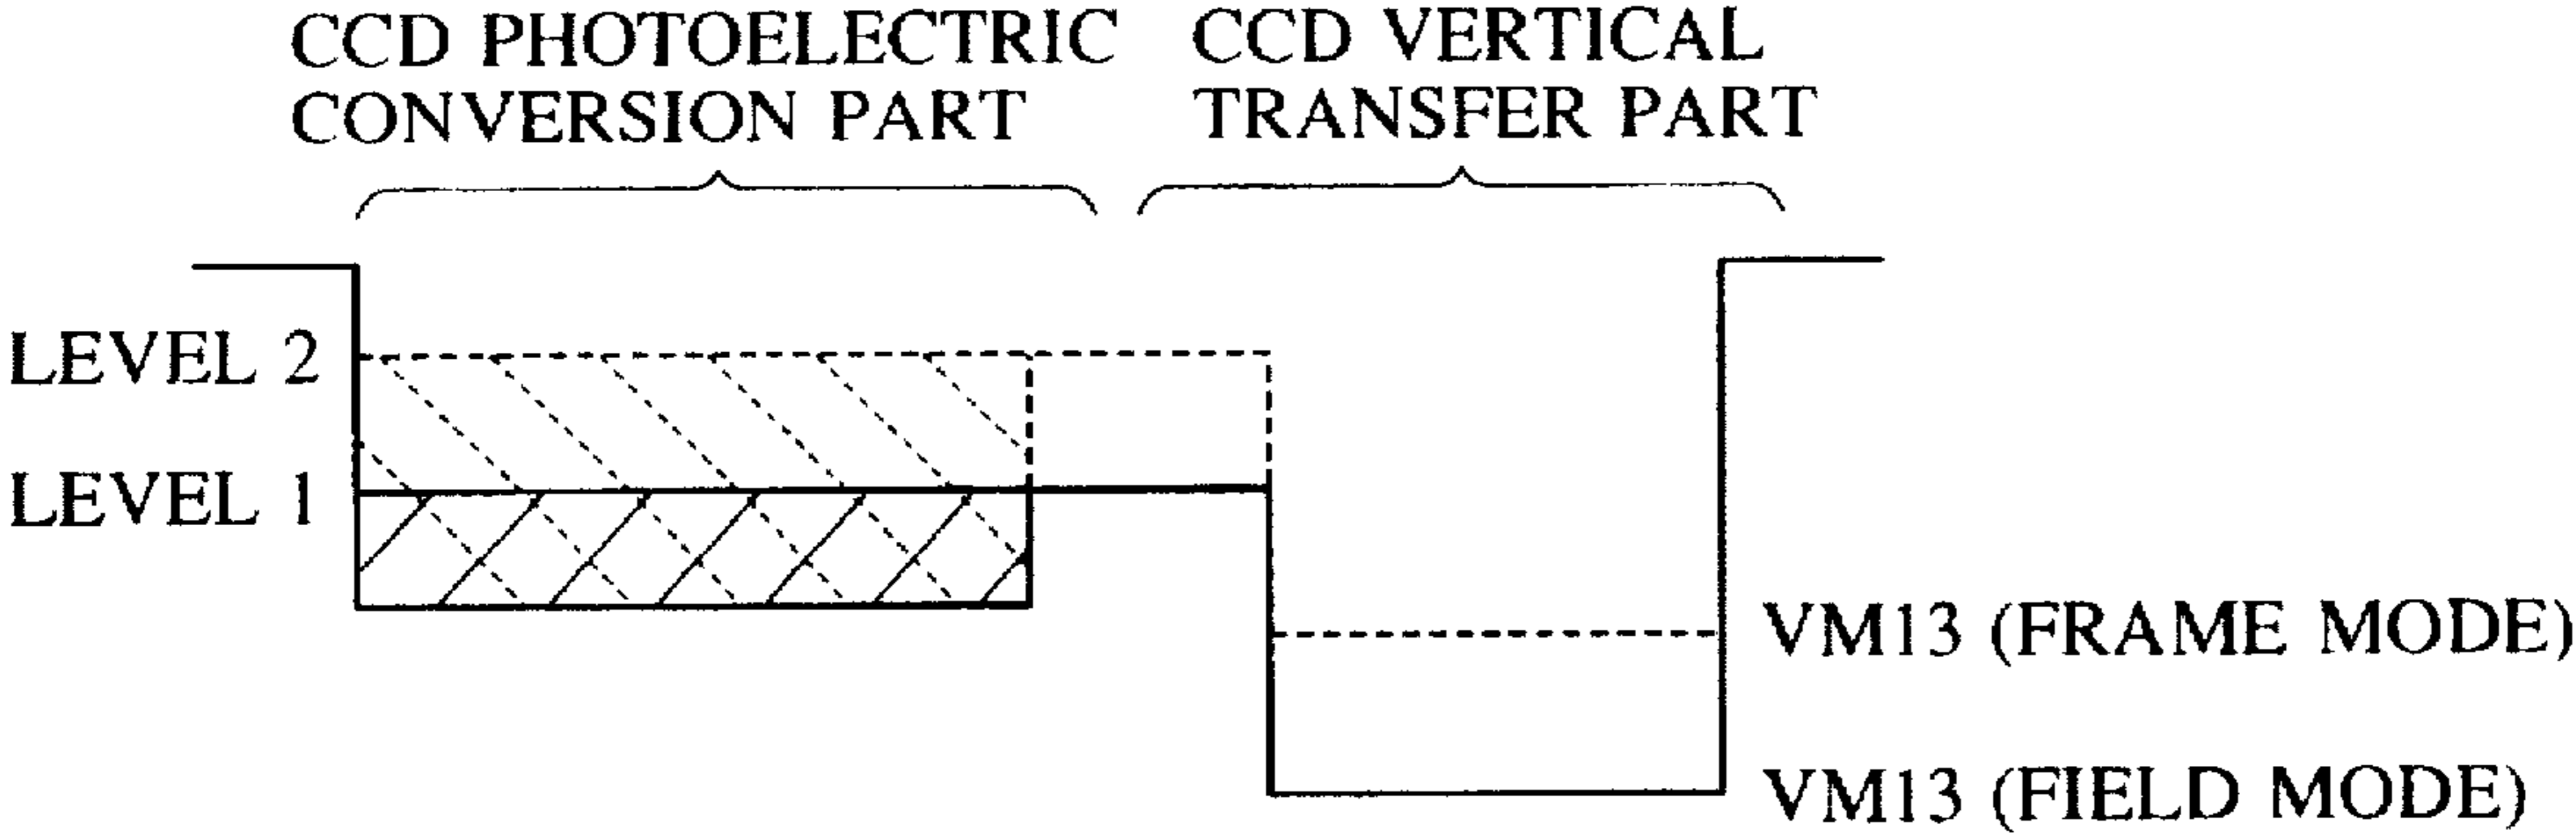 CCD PHOTOELECTRIC
CONVERSION PART
CCD VERTICAL
TRANSFER PART
LEVEL 2
LEVEL 1
VM13 (FRAME MODE)
VM13 (FIELD MODE)